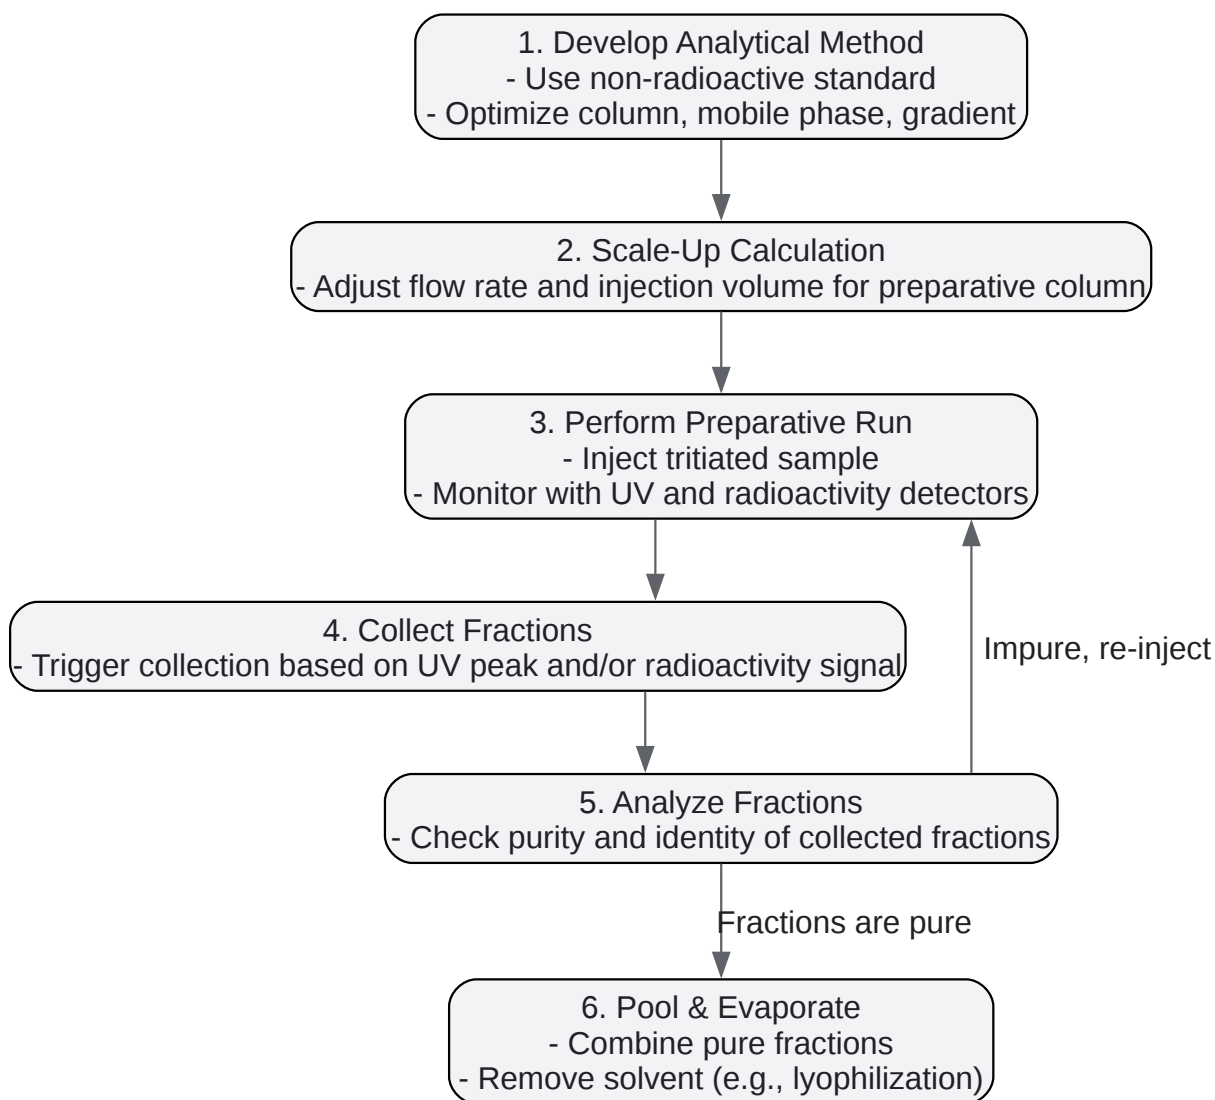 1. Develop Analytical Method
- Use non-radioactive standard
- Optimize column, mobile phase, gradient
2. Scale-Up Calculation
- Adjust flow rate and injection volume for preparative column
3. Perform Preparative Run
- Inject tritiated sample
- Monitor with UV and radioactivity detectors
4. Collect Fractions
- Trigger collection based on UV peak and/or radioactivity signal
Impure, re-inject
5. Analyze Fractions
- Check purity and identity of collected fractions
Fractions are pure
6. Pool & Evaporate
- Combine pure fractions
- Remove solvent (e.g., lyophilization)